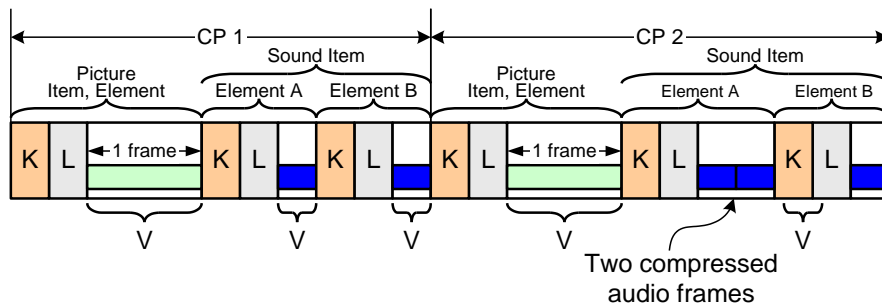 CP 1
CP 2
Sound Item
Sound Item
Picture
Item, Element
Element A
Element B
Picture
Item, Element
Element A
Element B
K
L
1 frame
K
L
K
L
K
L
1 frame
K
L
K
L
V
V
V
V
V
Two compressed
audio frames